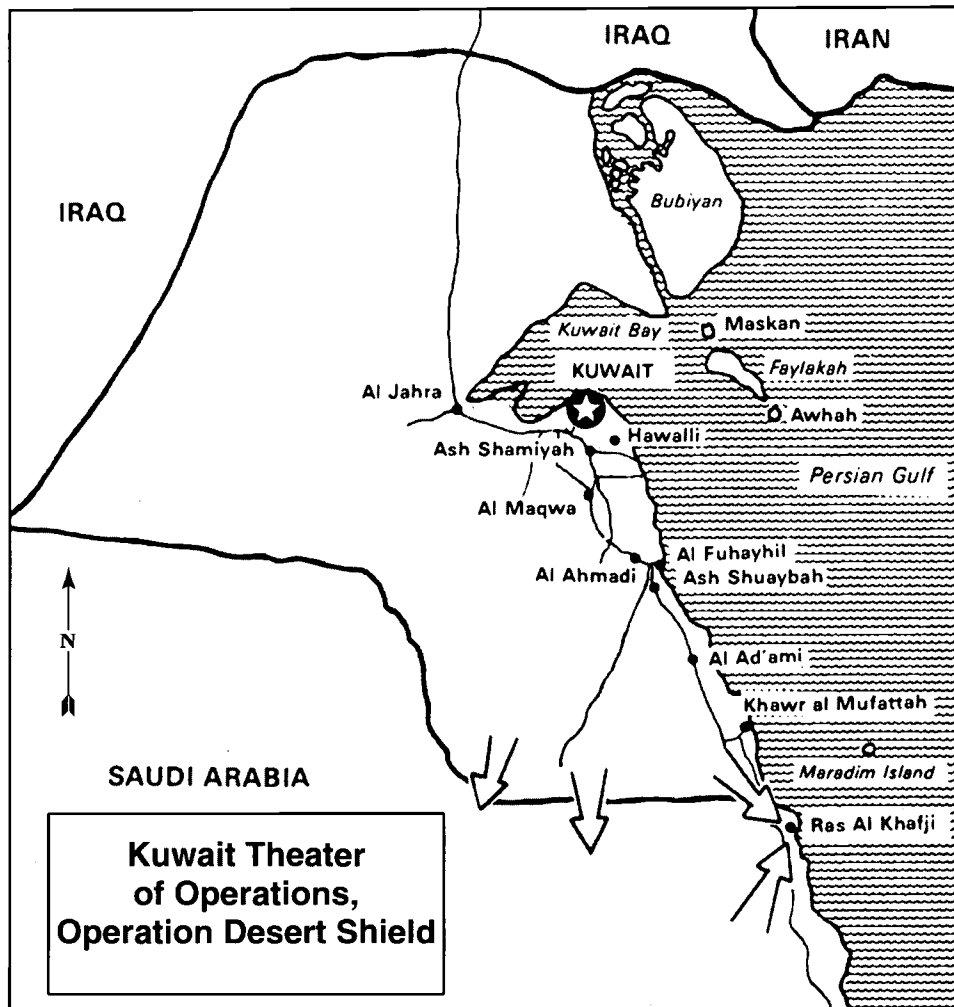 IRAQ
IRAN
IRAQ
Bubiyan
Kuwait Bay
Maskan
KUWAIT
Faylakah
Al Jahra
Awhah
Hawalli
Ash Shamiyah
Persian Gulf
Al Maqwa
Al Fuhayhil
Al Ahmadi
Ash Shuaybah
N
Al Ad'ami
Khawr al Mufattah
SAUDI ARABIA
Maradim Island
Ras Al Khafji
Kuwait Theater
of Operations,
Operation Desert Shield